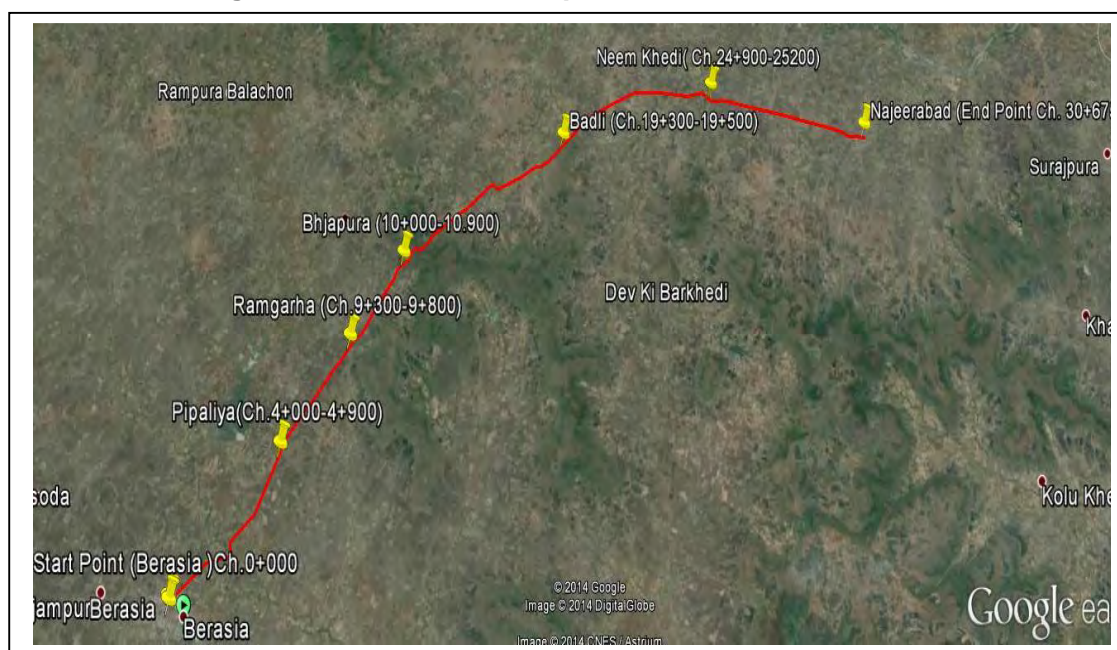 Neem Khedi( Ch.24+900-25200)
Rampura Balachon
Najeerabad (End Point Ch. 30+67
Badli (Ch.19+300-19+500)
Surajpura
Bhjapura (10+000-10.900)
Dev Ki Barkhedi
Ramgarha (Ch.9+300-9+800)
Kha
Pipaliya(Ch.4+000-4+900)
soda
Kolu Khe
Start Point (Berasia )Ch.0+000
jampur
Berasia
Berasia
© 2014 Google
Image © 2014 DigitalGlobe
Image © 2014 CNES / Astrium
Google ea